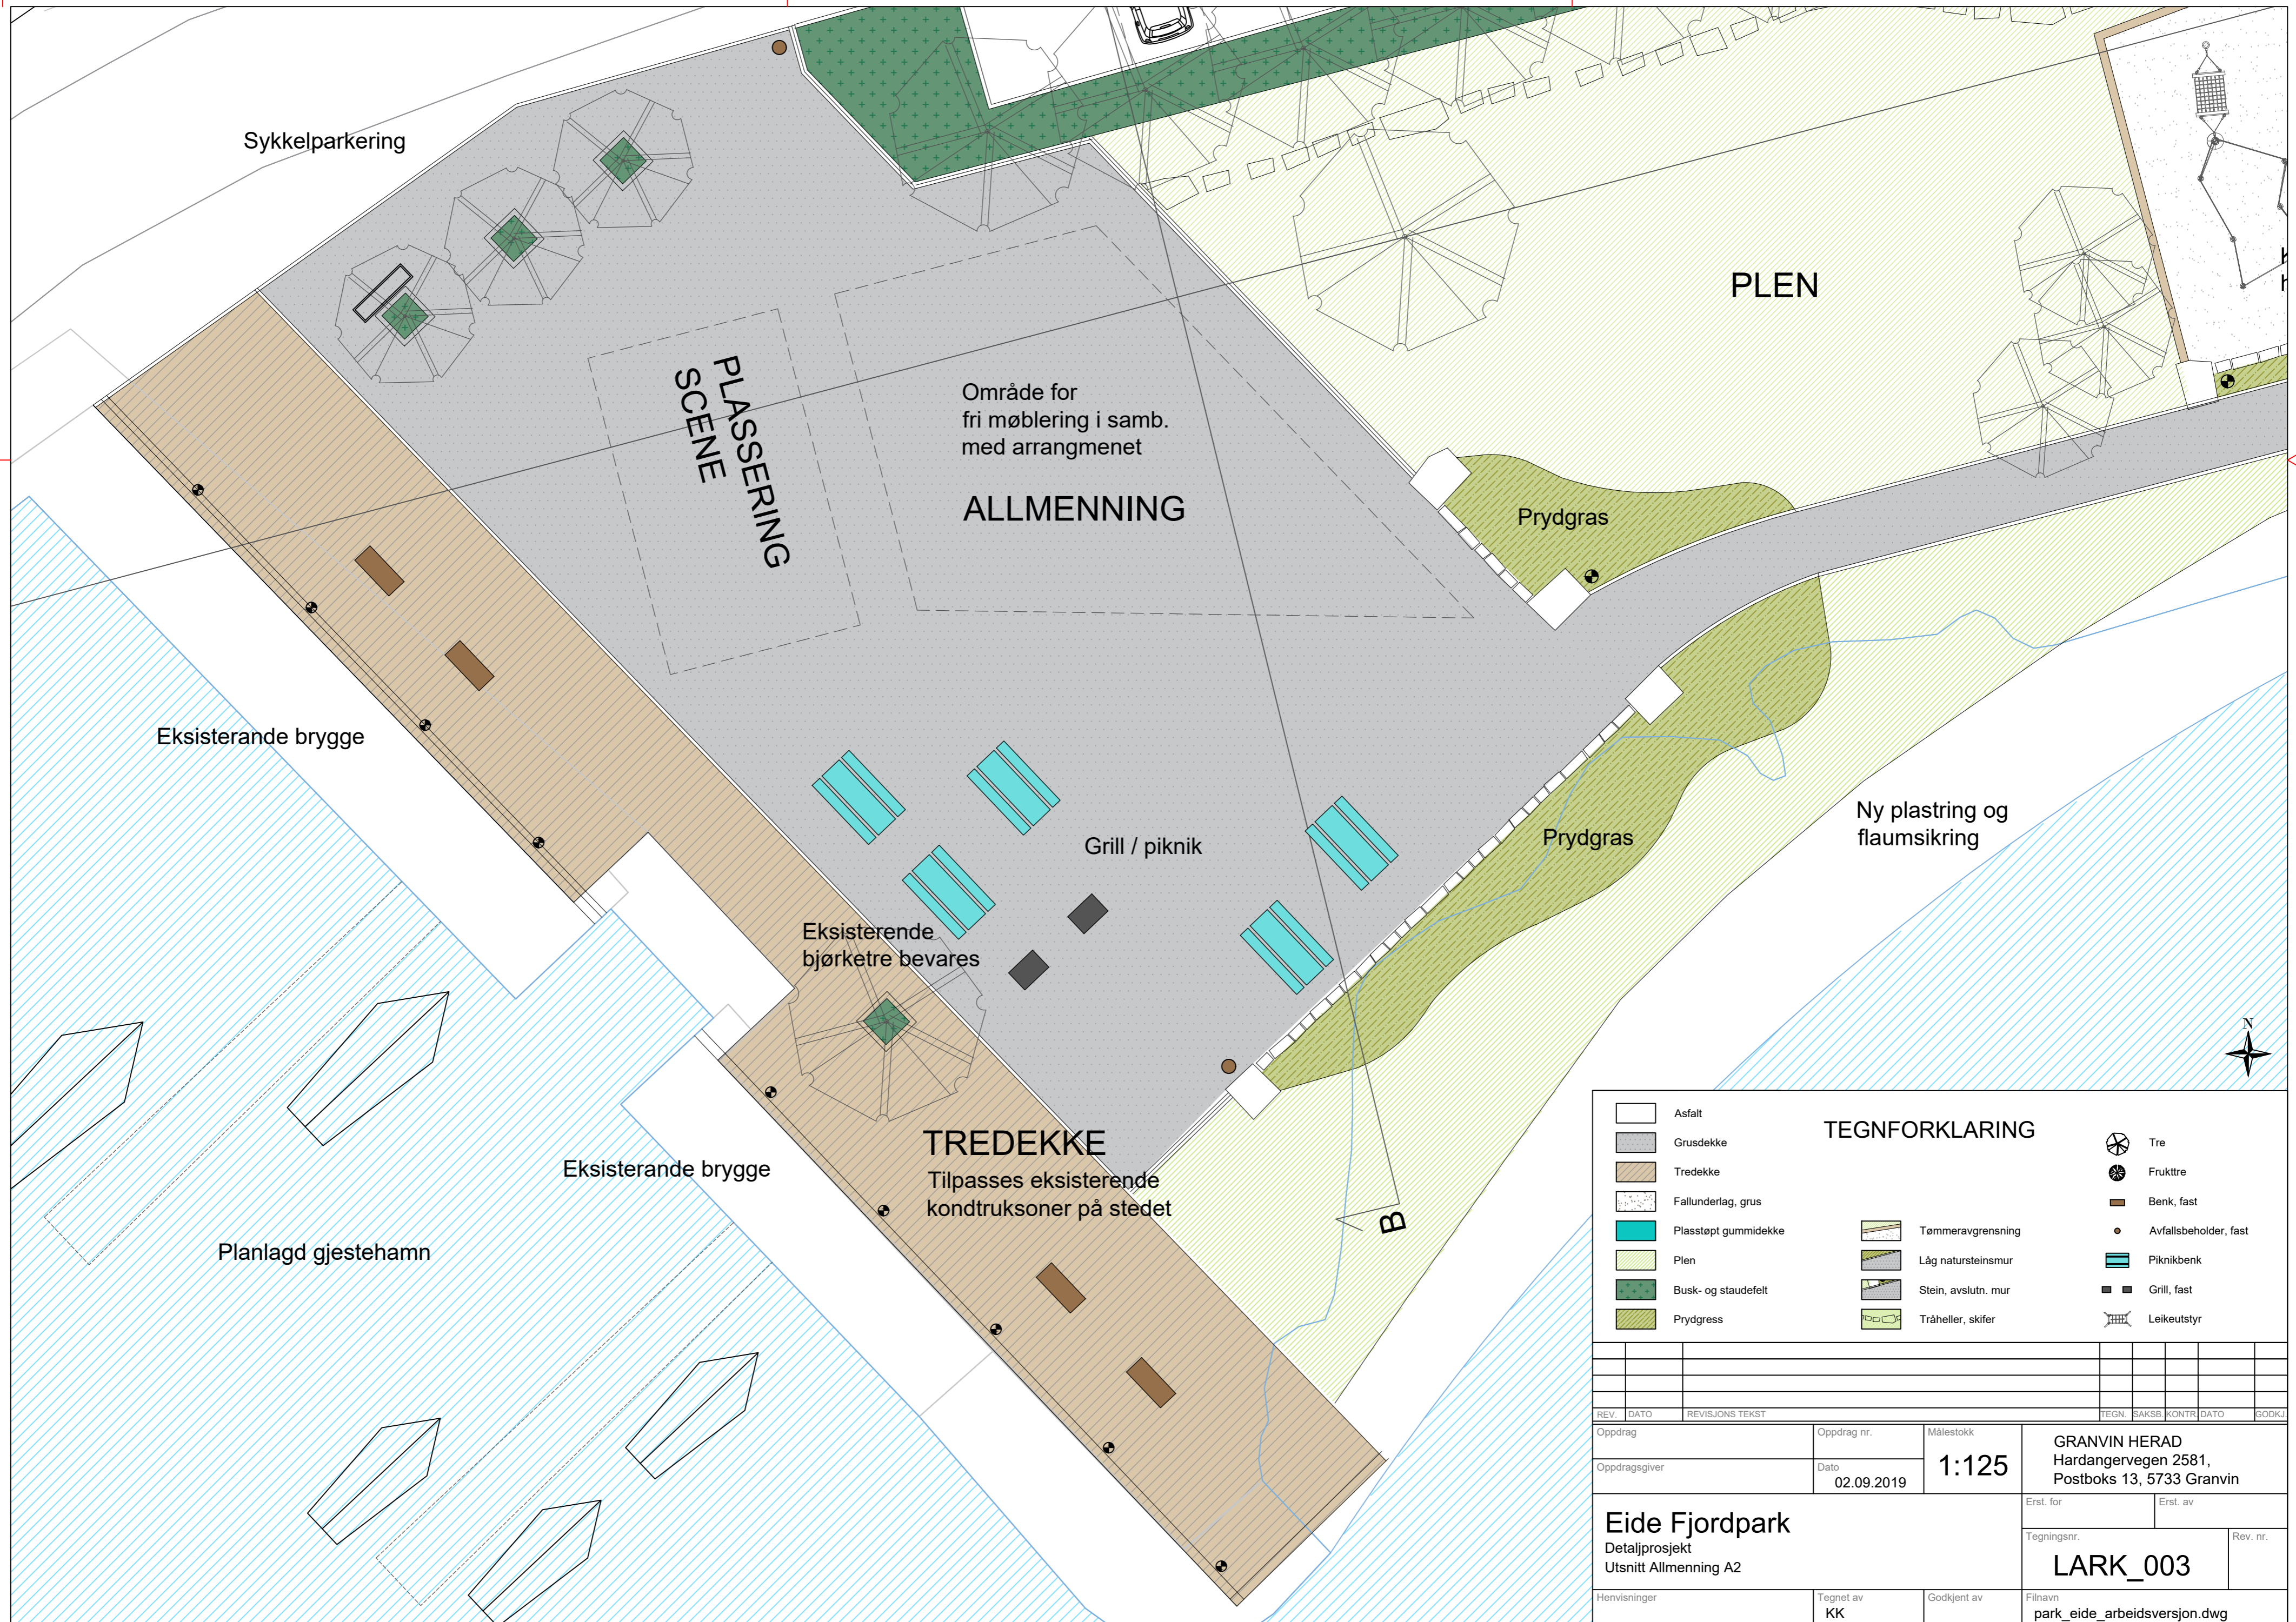 Sykkelparkering
PLEN
PLASSERING
SCENE
Område for
fri møblering i samb.
med arrangmenet
ALLMENNING
Prydgras
Eksisterande brygge
Grill / piknik
Prydgras
Ny plastring og
flaumsikring
Eksisterende
bjørketre bevares
TREDEKKE
Tilpasses eksisterende
kondtruksoner på stedet
Eksisterande brygge
Planlagd gjestehamn
B
N
TEGNFORKLARING
Asfalt
Grusdekke
Tredekke
Fallunderlag, grus
Plasstøpt gummidekke
Plen
Busk- og staudefelt
Prydgress
Tømmeravgrensning
Låg natursteinsmur
Stein, avslutn. mur
Tråheller, skifer
Tre
Frukttre
Benk, fast
Avfallsbeholder, fast
Piknikbenk
Grill, fast
Leikeutstyr
REV. DATO REVISJONS TEKST TEGN. SAKSB. KONTR. DATO GODKJ.
Oppdrag
Oppdrag nr.
Målestokk
1:125
GRANVIN HERAD
Hardangervegen 2581,
Postboks 13, 5733 Granvin
Oppdragsgiver
Dato
02.09.2019
Eide Fjordpark
Detaljprosjekt
Utsnitt Allmenning A2
Erst. for
Erst. av
Tegningsnr.
LARK_003
Rev. nr.
Henvisninger
Tegnet av
KK
Godkjent av
Filnavn
park_eide_arbeidsversjon.dwg